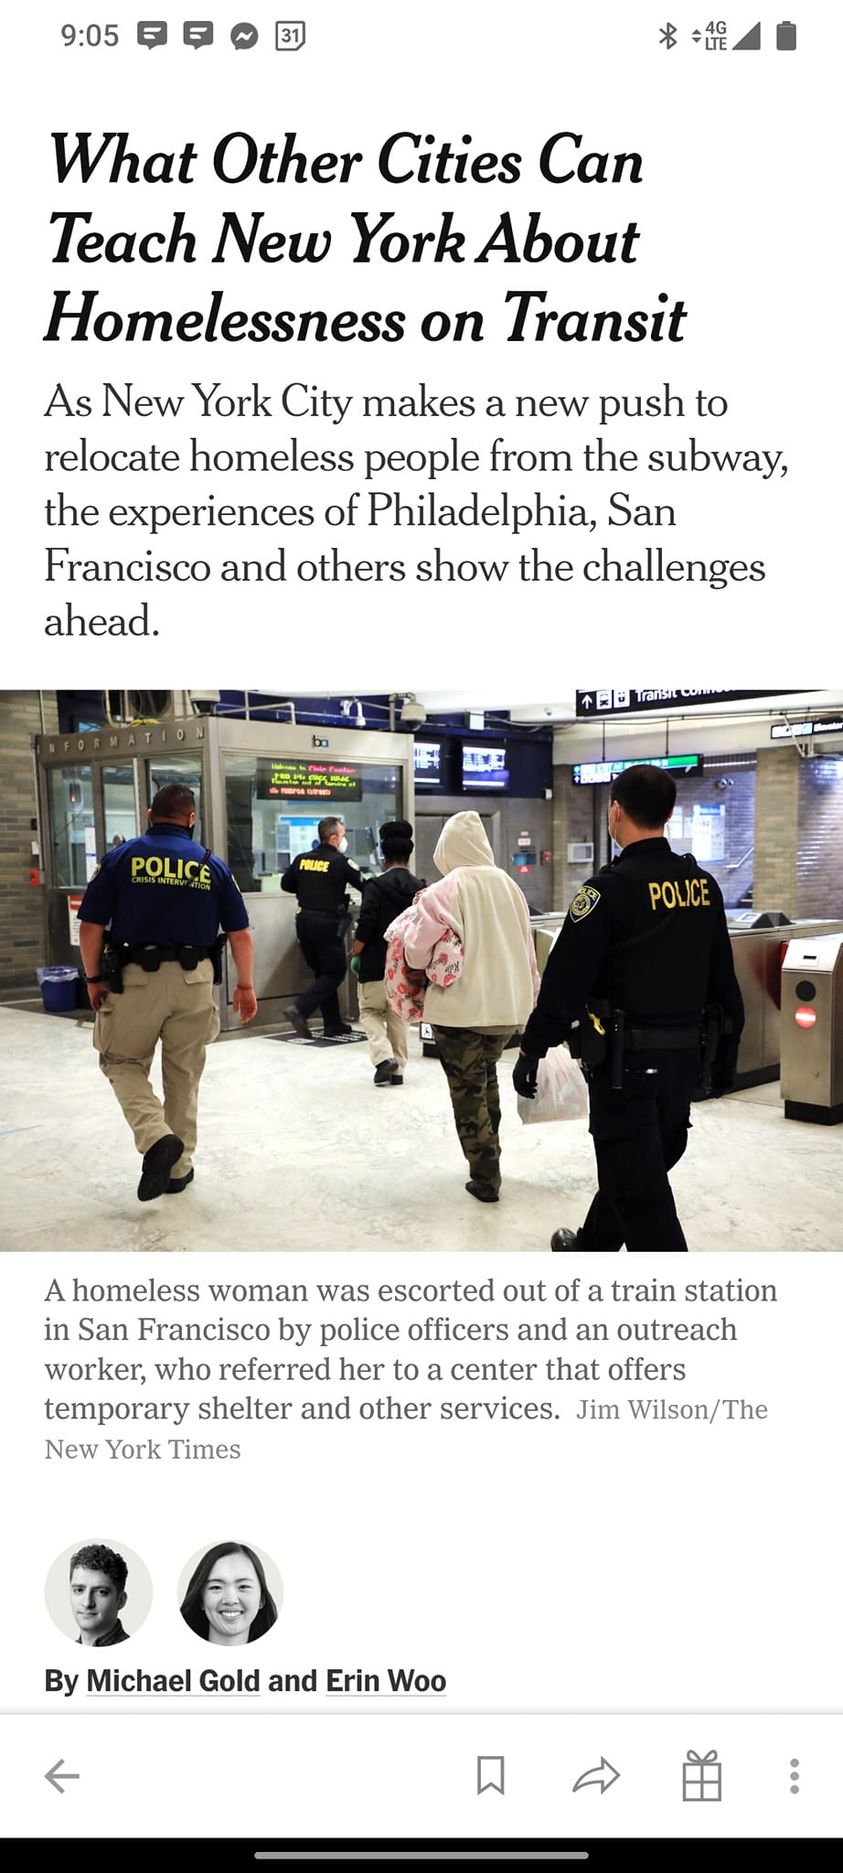 9:05
31
4G
LTE
What Other Cities Can
Teach New York About
Homelessness on Transit
As New York City makes a new push to
relocate homeless people from the subway,
the experiences of Philadelphia, San
Francisco and others show the challenges
ahead.
Transit
INFORMATION
ba
POLICE
CRISIS INTERVENTION
POLICE
POLICE
A homeless woman was escorted out of a train station
in San Francisco by police officers and an outreach
worker, who referred her to a center that offers
temporary shelter and other services. Jim Wilson/The
New York Times
By Michael Gold and Erin Woo